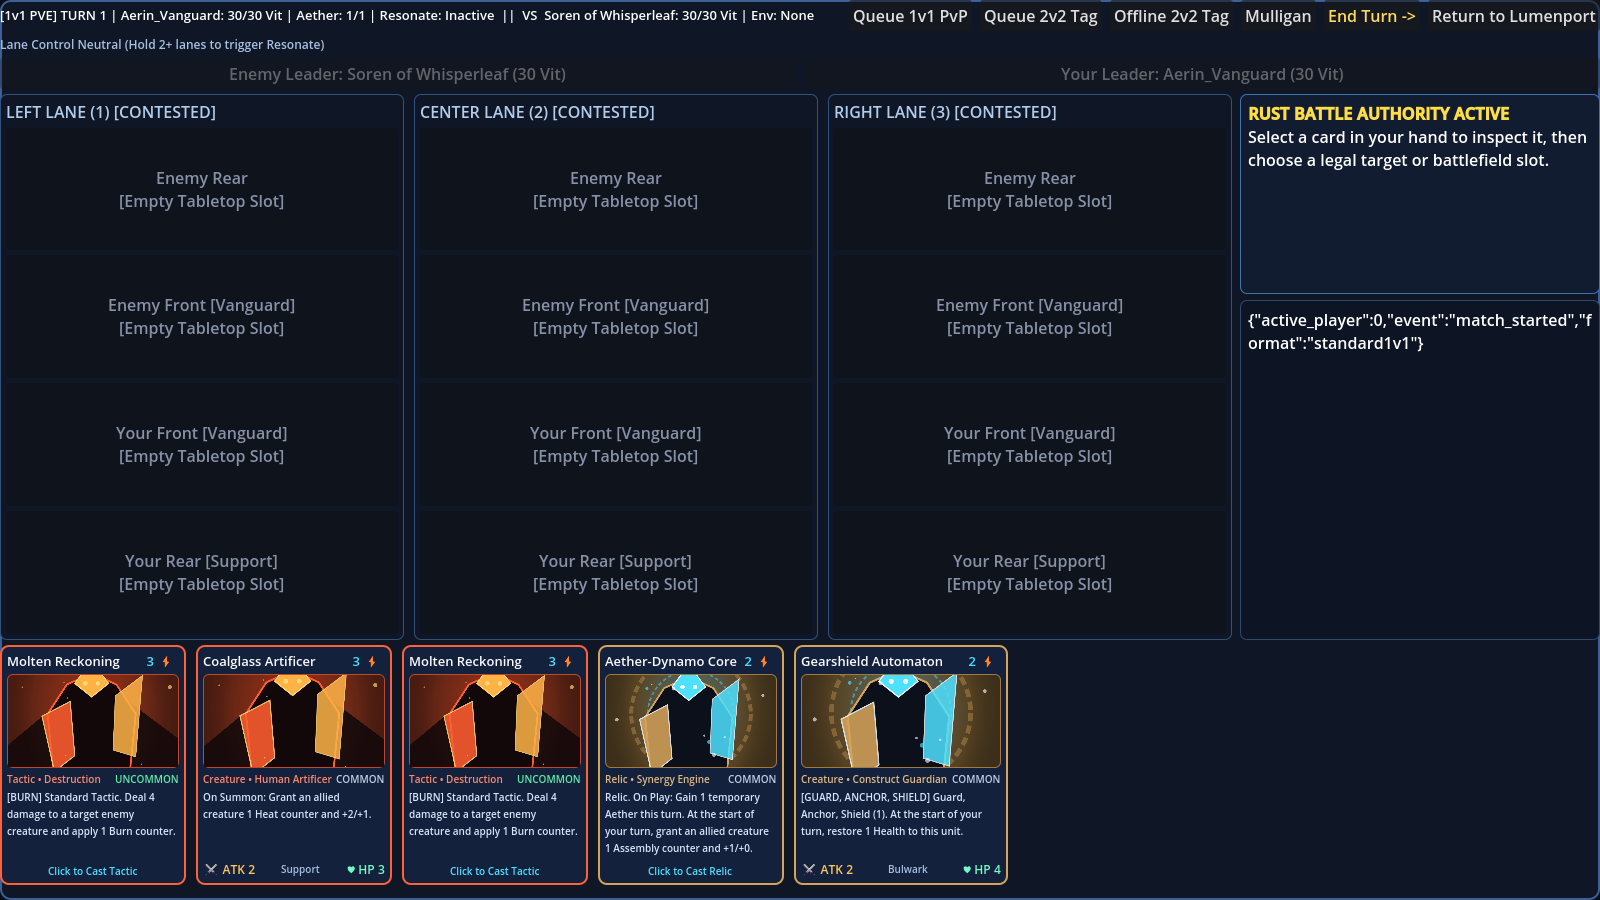 [1v1 PVE] TURN 1 | Aerin_Vanguard: 30/30 Vit | Aether: 1/1 | Resonate: Inactive || VS Soren of Whisperleaf: 30/30 Vit | Env: None
Queue 1v1 PvP Queue 2v2 Tag Offline 2v2 Tag Mulligan End Turn -> Return to Lumenport
Lane Control Neutral (Hold 2+ lanes to trigger Resonate)
Enemy Leader: Soren of Whisperleaf (30 Vit)
Your Leader: Aerin_Vanguard (30 Vit)
LEFT LANE (1) [CONTESTED]
Enemy Rear
[Empty Tabletop Slot]
Enemy Front [Vanguard]
[Empty Tabletop Slot]
Your Front [Vanguard]
[Empty Tabletop Slot]
Your Rear [Support]
[Empty Tabletop Slot]
CENTER LANE (2) [CONTESTED]
Enemy Rear
[Empty Tabletop Slot]
Enemy Front [Vanguard]
[Empty Tabletop Slot]
Your Front [Vanguard]
[Empty Tabletop Slot]
Your Rear [Support]
[Empty Tabletop Slot]
RIGHT LANE (3) [CONTESTED]
Enemy Rear
[Empty Tabletop Slot]
Enemy Front [Vanguard]
[Empty Tabletop Slot]
Your Front [Vanguard]
[Empty Tabletop Slot]
Your Rear [Support]
[Empty Tabletop Slot]
RUST BATTLE AUTHORITY ACTIVE
Select a card in your hand to inspect it, then
choose a legal target or battlefield slot.
{"active_player":0,"event":"match_started","f
ormat":"standard1v1"}
Molten Reckoning 3
Tactic • Destruction UNCOMMON
[BURN] Standard Tactic. Deal 4
damage to a target enemy
creature and apply 1 Burn counter.
Click to Cast Tactic
Coalglass Artificer 3
Creature • Human Artificer COMMON
On Summon: Grant an allied
creature 1 Heat counter and +2/+1.
ATK 2 Support HP 3
Molten Reckoning 3
Tactic • Destruction UNCOMMON
[BURN] Standard Tactic. Deal 4
damage to a target enemy
creature and apply 1 Burn counter.
Click to Cast Tactic
Aether-Dynamo Core 2
Relic • Synergy Engine COMMON
Relic. On Play: Gain 1 temporary
Aether this turn. At the start of
your turn, grant an allied creature
1 Assembly counter and +1/+0.
Click to Cast Relic
Gearshield Automaton 2
Creature • Construct Guardian COMMON
[GUARD, ANCHOR, SHIELD] Guard,
Anchor, Shield (1). At the start of your
turn, restore 1 Health to this unit.
ATK 2 Bulwark HP 4